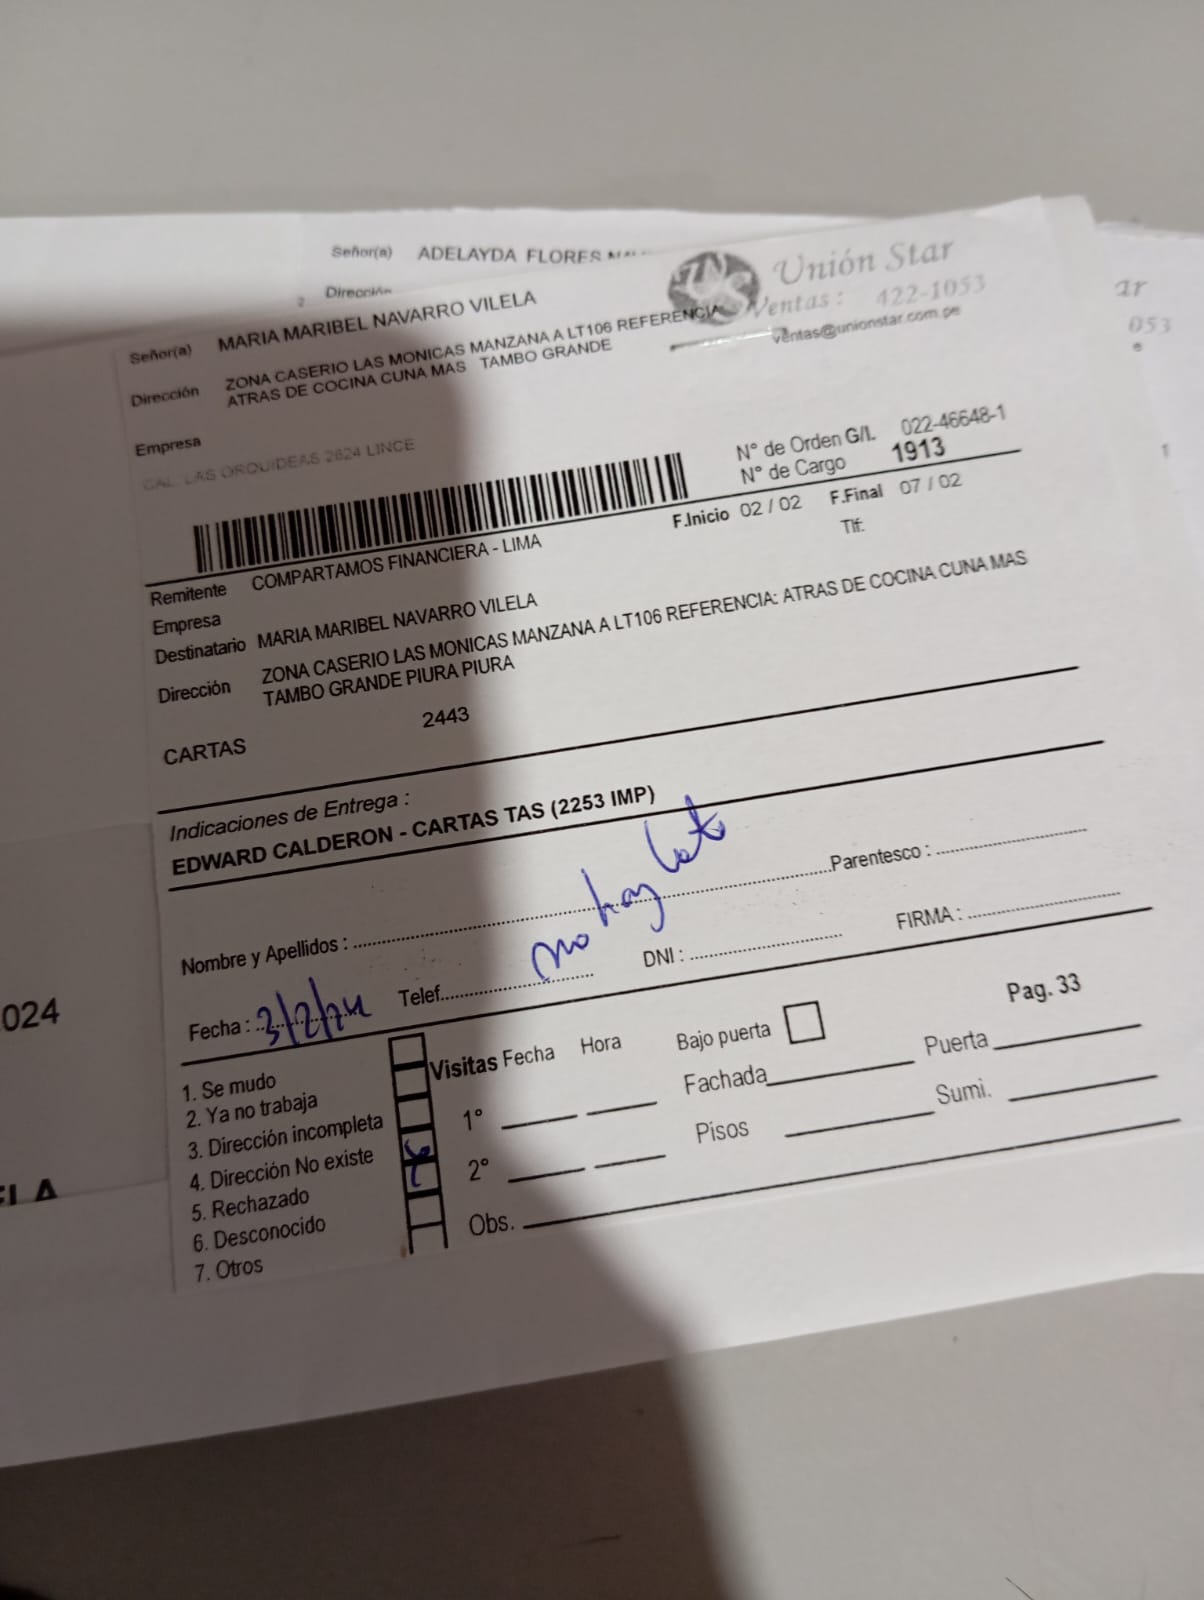 Señor(a) ADELAYDA FLORES
2 Dirección
Señor(a) MARIA MARIBEL NAVARRO VILELA
Dirección ZONA CASERIO LAS MONICAS MANZANA A LT106 REFERENCIA
ATRAS DE COCINA CUNA MAS TAMBO GRANDE
Unión Star
Ventas: 422-1053
ventas@unionstar.com.pe
ar
053
e
Empresa
CAL. LAS ORQUIDEAS 2624 LINCE
N° de Orden G/I. 022-46648-1
N° de Cargo 1913
1
F.Inicio 02 / 02 F.Final 07 / 02
Tlf:
Remitente COMPARTAMOS FINANCIERA - LIMA
Empresa
Destinatario MARIA MARIBEL NAVARRO VILELA
Dirección ZONA CASERIO LAS MONICAS MANZANA A LT106 REFERENCIA: ATRAS DE COCINA CUNA MAS
TAMBO GRANDE PIURA PIURA
CARTAS 2443
Indicaciones de Entrega :
EDWARD CALDERON - CARTAS TAS (2253 IMP)
no hay
Nombre y Apellidos : Parentesco :
Fecha : 3/2/24 Telef. DNI : FIRMA :
024
Pag. 33
1. Se mudo
2. Ya no trabaja
3. Dirección incompleta
4. Dirección No existe
5. Rechazado
6. Desconocido
7. Otros
Visitas Fecha Hora
1°
2°
Obs.
Bajo puerta
Fachada Puerta
Pisos Sumi.
ELA